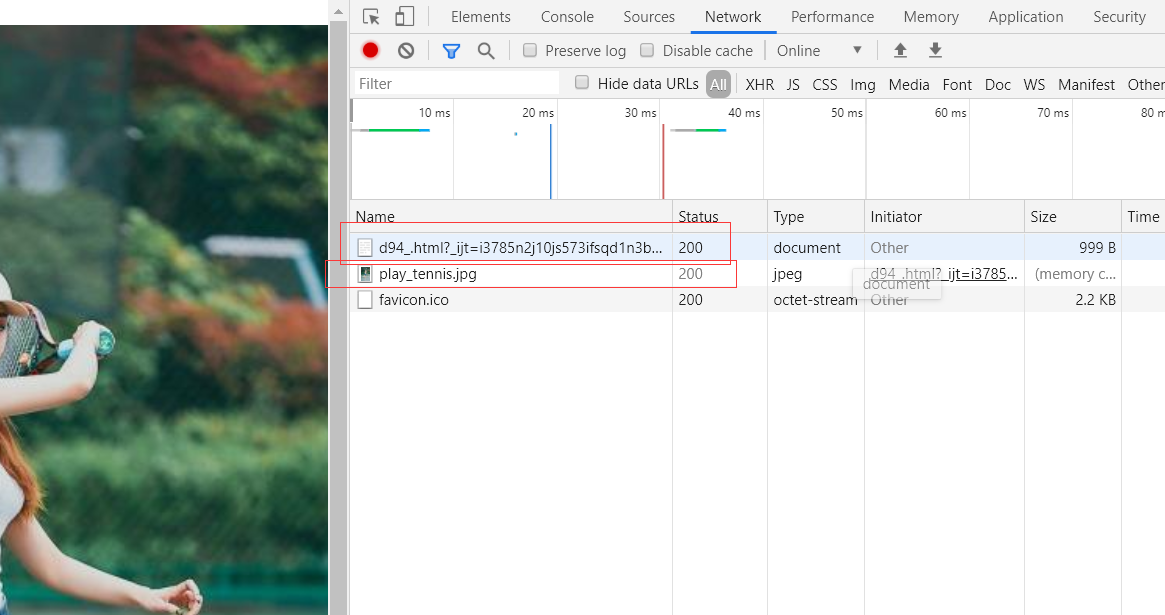 Elements Console Sources Network Performance Memory Application Security
Preserve log Disable cache Online
Filter Hide data URLs All XHR JS CSS Img Media Font Doc WS Manifest Other
10 ms 20 ms 30 ms 40 ms 50 ms 60 ms 70 ms 80 m
Name Status Type Initiator Size Time
d94_.html?_ijt=i3785n2j10js573ifsqd1n3b... 200 document Other 999 B
play_tennis.jpg 200 jpeg d94_.html?_ijt=i3785... (memory c...
document
favicon.ico 200 octet-stream Other 2.2 KB